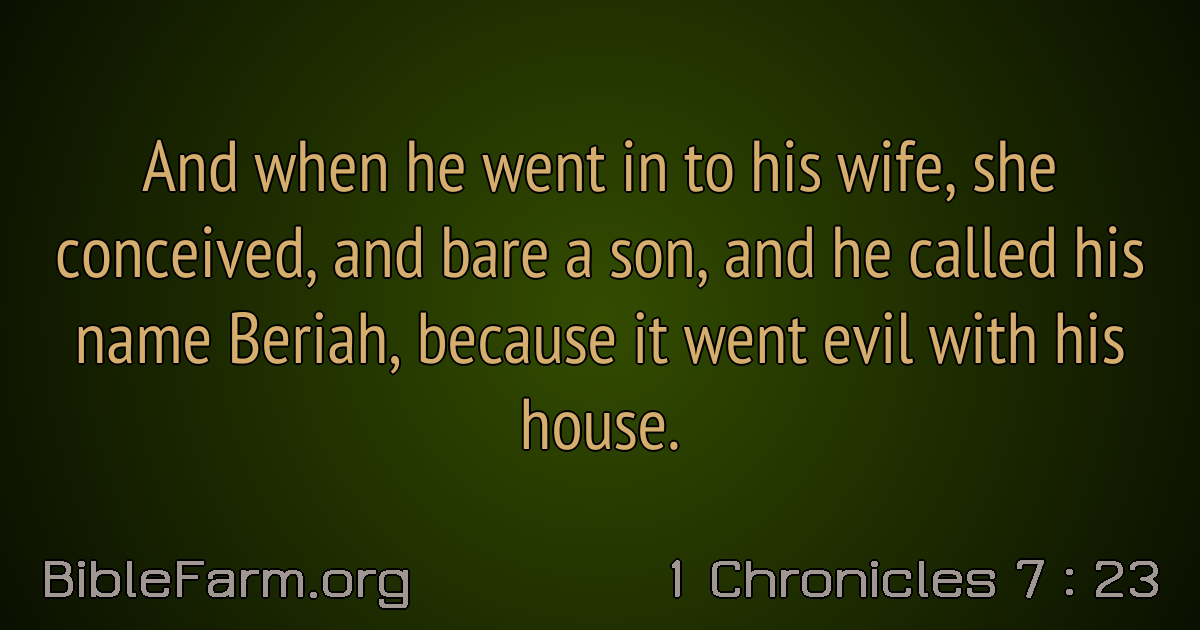 And when he went in to his wife, she
conceived, and bare a son, and he called his
name Beriah, because it went evil with his
house.
BibleFarm.org
1 Chronicles 7 : 23